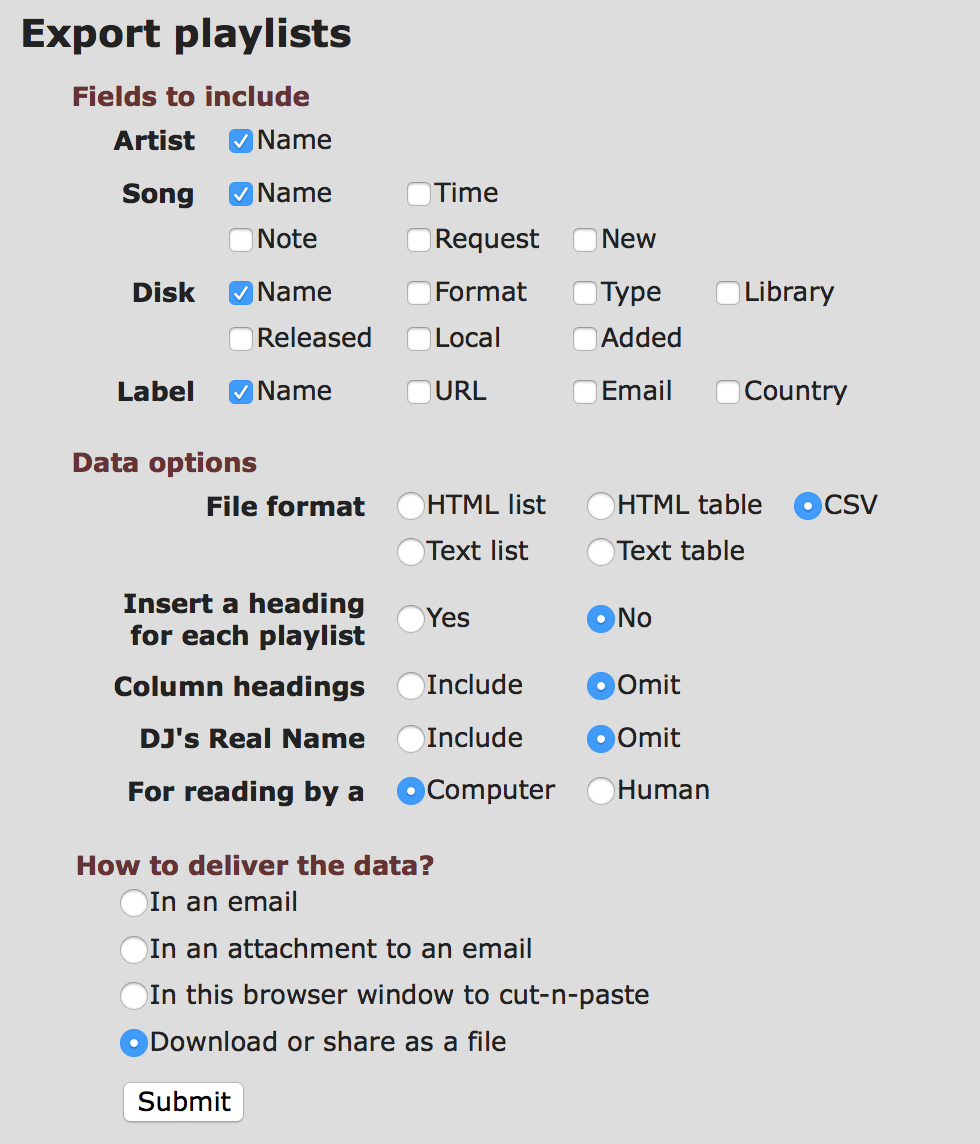 Export playlists
Fields to include
Artist Name
Song Name Time
Note Request New
Disk Name Format Type Library
Released Local Added
Label Name URL Email Country
Data options
File format HTML list HTML table CSV
Text list Text table
Insert a heading
for each playlist Yes No
Column headings Include Omit
DJ's Real Name Include Omit
For reading by a Computer Human
How to deliver the data?
In an email
In an attachment to an email
In this browser window to cut-n-paste
Download or share as a file
Submit